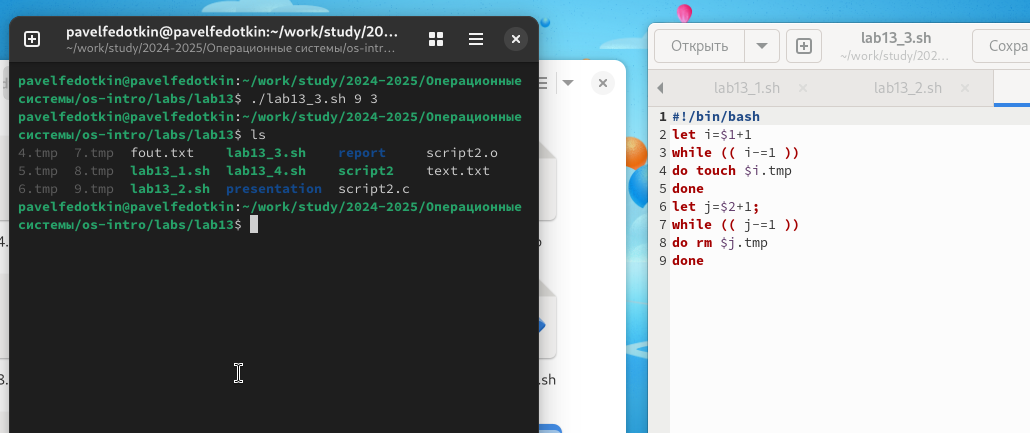 pavelfedotkin@pavelfedotkin:~/work/study/20...
~/work/study/2024-2025/Операционные системы/os-intr...
pavelfedotkin@pavelfedotkin:~/work/study/2024-2025/Операционные
системы/os-intro/labs/lab13$ ./lab13_3.sh 9 3
pavelfedotkin@pavelfedotkin:~/work/study/2024-2025/Операционные
системы/os-intro/labs/lab13$ ls
4.tmp 7.tmp fout.txt lab13_3.sh report script2.o
5.tmp 8.tmp lab13_1.sh lab13_4.sh script2 text.txt
6.tmp 9.tmp lab13_2.sh presentation script2.c
pavelfedotkin@pavelfedotkin:~/work/study/2024-2025/Операционные
системы/os-intro/labs/lab13$
.sh
Открыть
lab13_3.sh
~/work/study/202...
Сохра
lab13_1.sh
lab13_2.sh
1 #!/bin/bash
2 let i=$1+1
3 while (( i-=1 ))
4 do touch $i.tmp
5 done
6 let j=$2+1;
7 while (( j-=1 ))
8 do rm $j.tmp
9 done